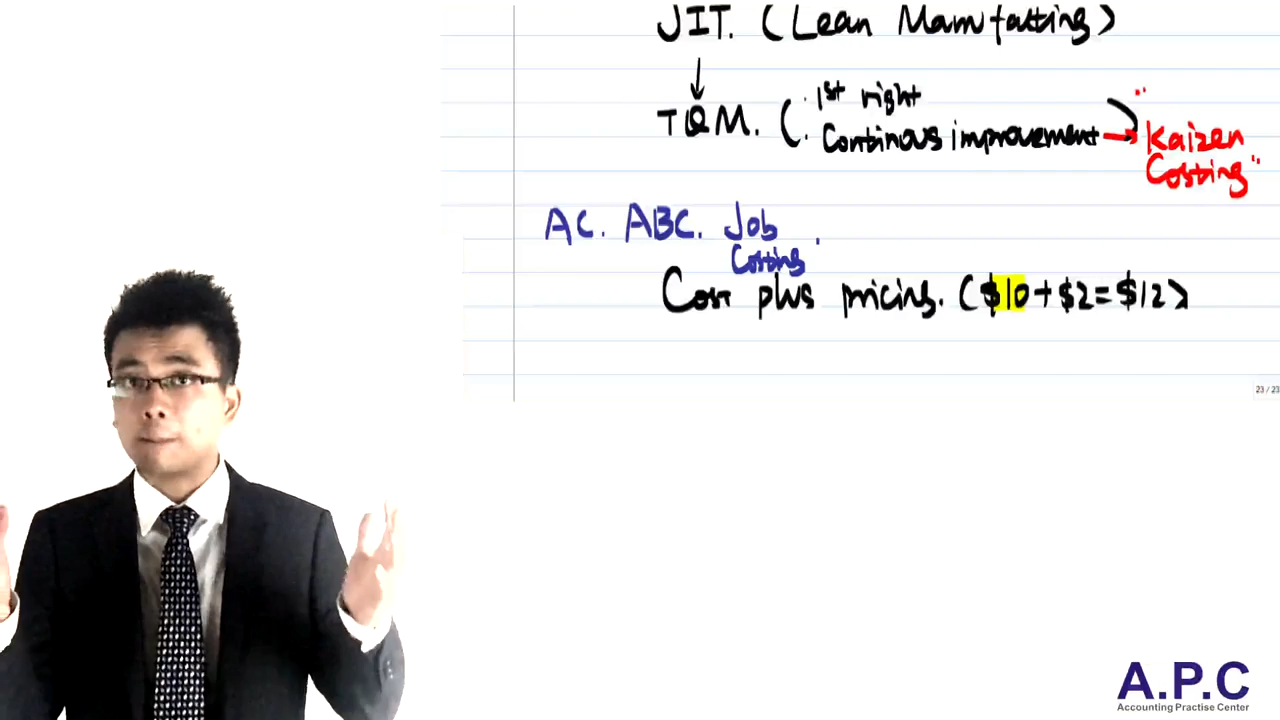 JIT. (Lean Manufatting)
↓
TQM. (. 1st right
. Continous improvement) → "Kaizen
Costing"
AC. ABC. Job
Costing.
Cost plus pricing. ($10+$2=$12)
23 / 23
A.P.C
Accounting Practise Center